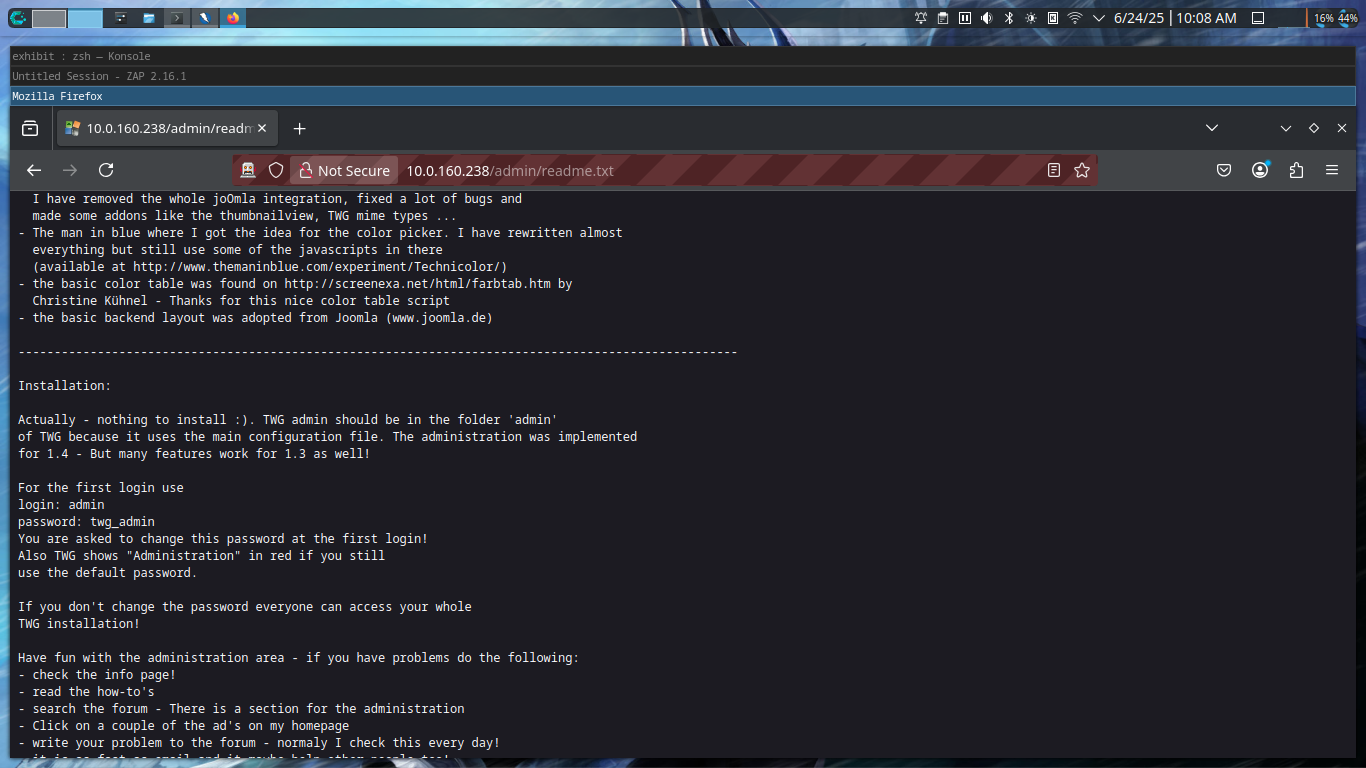 6/24/25 10:08 AM 16% 44%
exhibit : zsh — Konsole
Untitled Session - ZAP 2.16.1
Mozilla Firefox
10.0.160.238/admin/readm
Not Secure 10.0.160.238/admin/readme.txt
I have removed the whole joOmla integration, fixed a lot of bugs and
made some addons like the thumbnailview, TWG mime types ...
- The man in blue where I got the idea for the color picker. I have rewritten almost
everything but still use some of the javascripts in there
(available at http://www.themaninblue.com/experiment/Technicolor/)
- the basic color table was found on http://screenexa.net/html/farbtab.htm by
Christine Kühnel - Thanks for this nice color table script
- the basic backend layout was adopted from Joomla (www.joomla.de)
----------------------------------------------------------------------------------------------------
Installation:
Actually - nothing to install :). TWG admin should be in the folder 'admin'
of TWG because it uses the main configuration file. The administration was implemented
for 1.4 - But many features work for 1.3 as well!
For the first login use
login: admin
password: twg_admin
You are asked to change this password at the first login!
Also TWG shows "Administration" in red if you still
use the default password.
If you don't change the password everyone can access your whole
TWG installation!
Have fun with the administration area - if you have problems do the following:
- check the info page!
- read the how-to's
- search the forum - There is a section for the administration
- Click on a couple of the ad's on my homepage
- write your problem to the forum - normaly I check this every day!